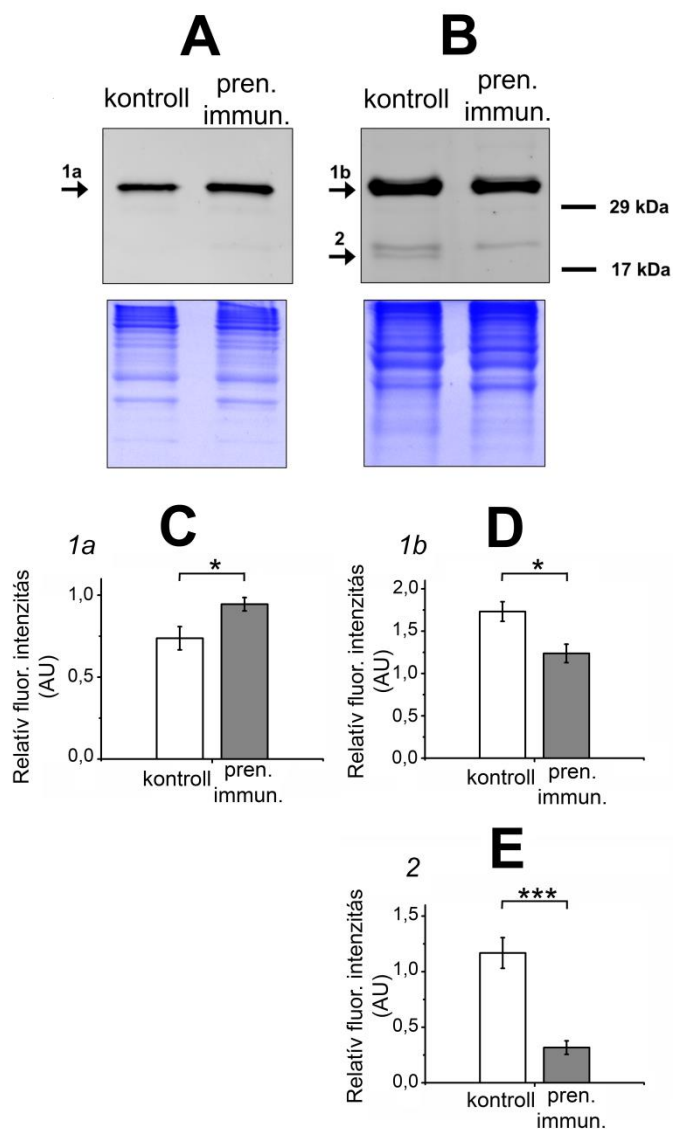 A
B
kontroll
pren.
immun.
kontroll
pren.
immun.
1a
1b
2
29 kDa
17 kDa
C
1a
*
Relatív fluor. intenzitás
(AU)
1,0
0,5
0,0
kontroll
pren.
immun.
D
1b
*
Relatív fluor. intenzitás
(AU)
2,0
1,5
1,0
0,5
0,0
kontroll
pren.
immun.
E
2
***
Relatív fluor. intenzitás
(AU)
1,5
1,0
0,5
0,0
kontroll
pren.
immun.